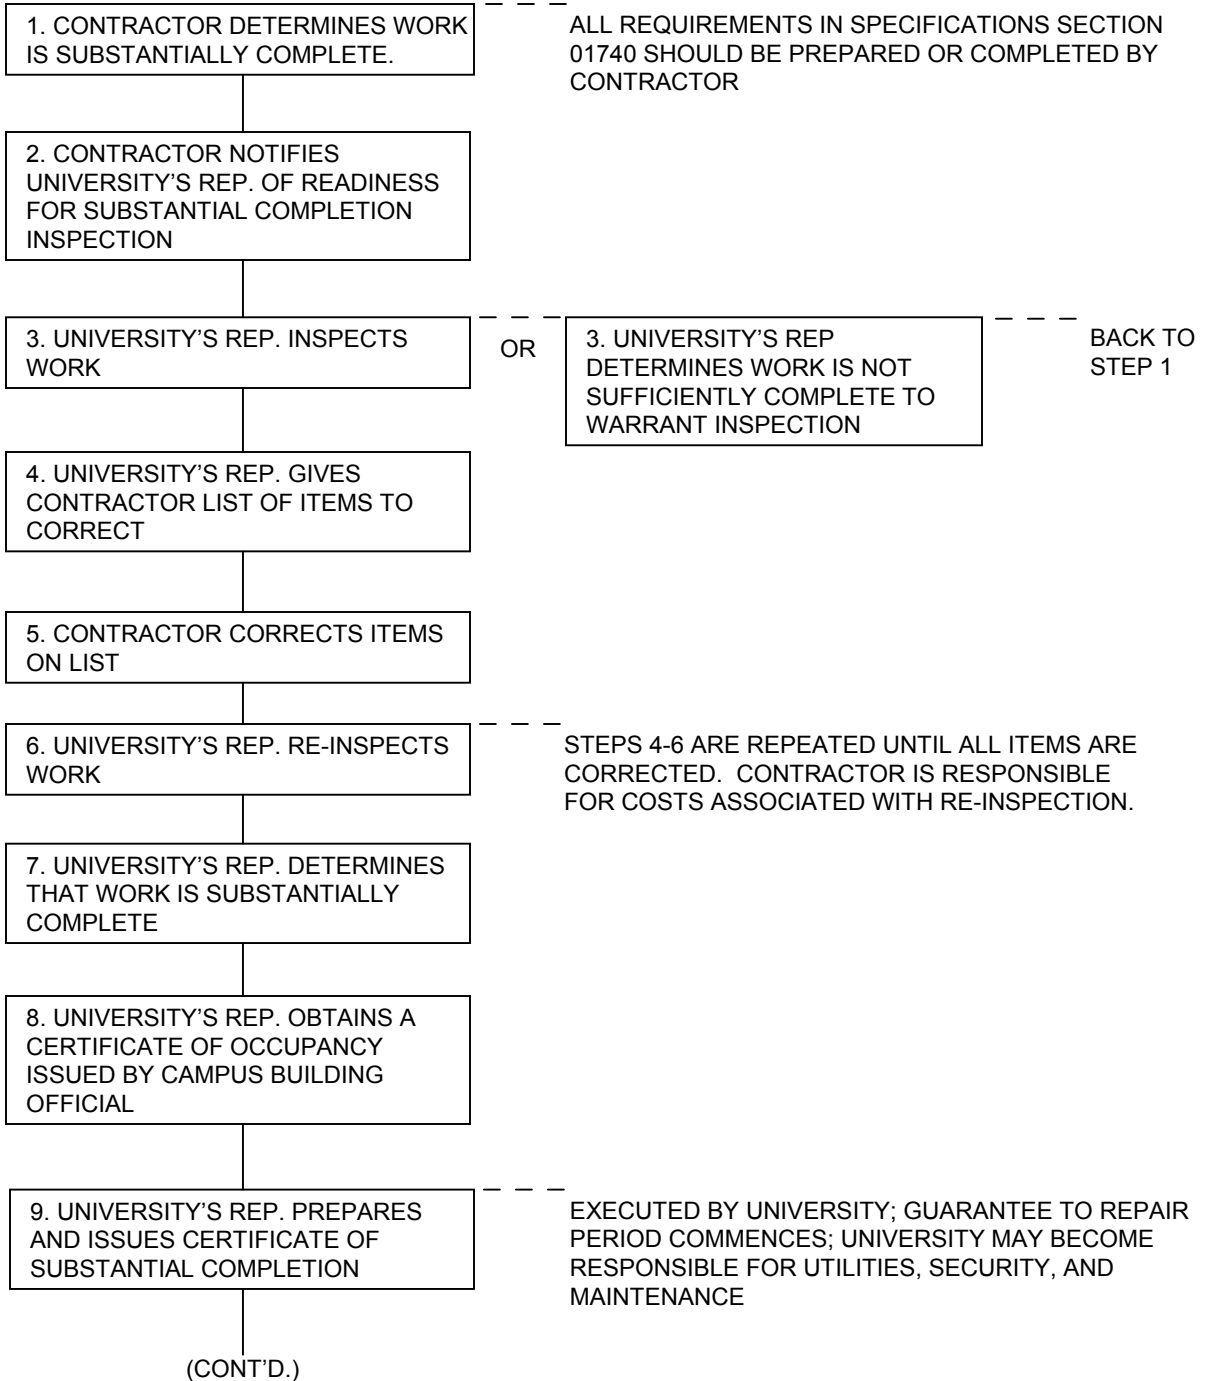 1. CONTRACTOR DETERMINES WORK
IS SUBSTANTIALLY COMPLETE.
ALL REQUIREMENTS IN SPECIFICATIONS SECTION
01740 SHOULD BE PREPARED OR COMPLETED BY
CONTRACTOR
2. CONTRACTOR NOTIFIES
UNIVERSITY’S REP. OF READINESS
FOR SUBSTANTIAL COMPLETION
INSPECTION
3. UNIVERSITY’S REP. INSPECTS
WORK
OR
3. UNIVERSITY’S REP
DETERMINES WORK IS NOT
SUFFICIENTLY COMPLETE TO
WARRANT INSPECTION
BACK TO
STEP 1
4. UNIVERSITY’S REP. GIVES
CONTRACTOR LIST OF ITEMS TO
CORRECT
5. CONTRACTOR CORRECTS ITEMS
ON LIST
6. UNIVERSITY’S REP. RE-INSPECTS
WORK
STEPS 4-6 ARE REPEATED UNTIL ALL ITEMS ARE
CORRECTED.  CONTRACTOR IS RESPONSIBLE
FOR COSTS ASSOCIATED WITH RE-INSPECTION.
7. UNIVERSITY’S REP. DETERMINES
THAT WORK IS SUBSTANTIALLY
COMPLETE
8. UNIVERSITY’S REP. OBTAINS A
CERTIFICATE OF OCCUPANCY
ISSUED BY CAMPUS BUILDING
OFFICIAL
9. UNIVERSITY’S REP. PREPARES
AND ISSUES CERTIFICATE OF
SUBSTANTIAL COMPLETION
EXECUTED BY UNIVERSITY; GUARANTEE TO REPAIR
PERIOD COMMENCES; UNIVERSITY MAY BECOME
RESPONSIBLE FOR UTILITIES, SECURITY, AND
MAINTENANCE
(CONT’D.)